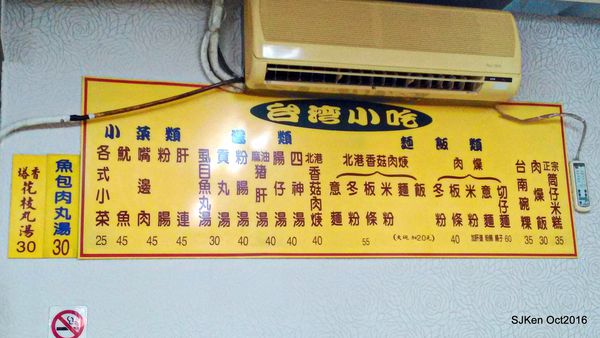 台灣小吃
小菜類
湯類
麵飯類
各式小菜 25
魷魚 45
嘴邊肉 45
粉腸 45
肝連 45
虱目魚丸湯
貢丸湯 30
粉腸湯 40
麻油豬肝湯
腸仔湯 40
四神湯 40
北港香菇肉焿 40
北港香菇肉焿
意麵
冬粉
板條
米粉
麵
飯
55
(大碗 加20元)
肉燥
冬粉
板條
米粉
意麵
40
切仔麵 60
台南碗粿 35
肉燥飯 30
正宗筒仔米糕 35
魚包肉丸湯 30
香塔花枝丸湯 30
SJKen Oct2016